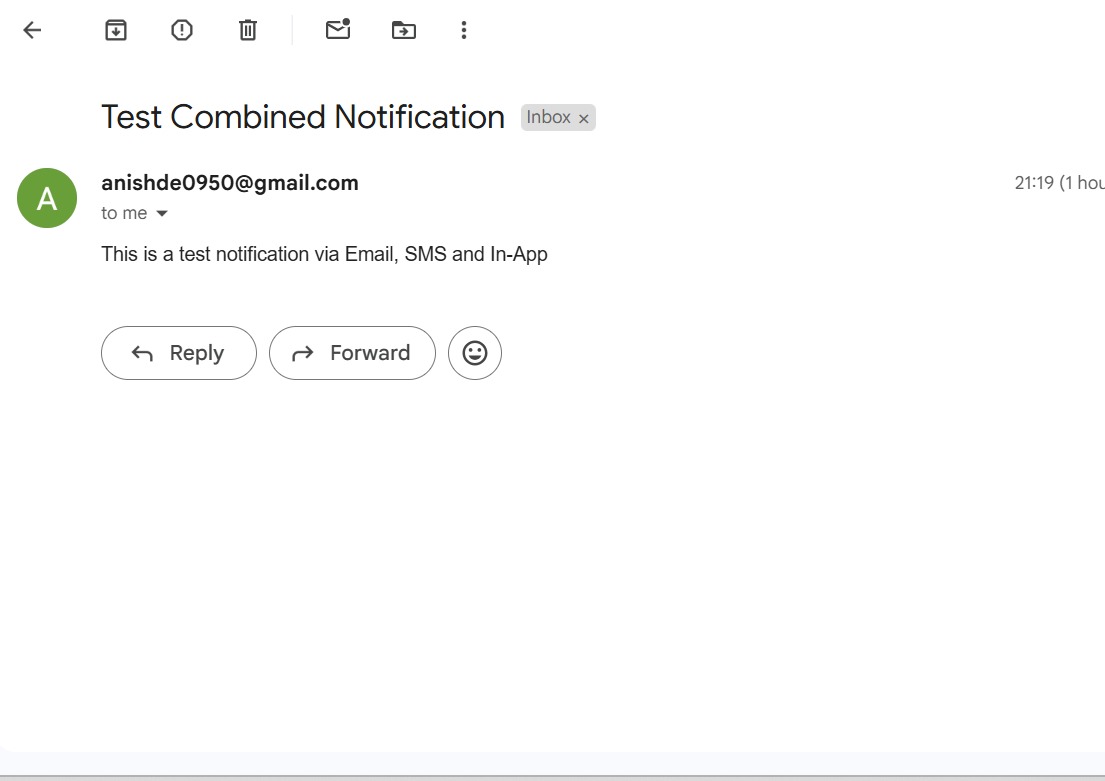 Test Combined Notification Inbox ×
A anishde0950@gmail.com 21:19 (1 hou
to me
This is a test notification via Email, SMS and In-App
Reply Forward